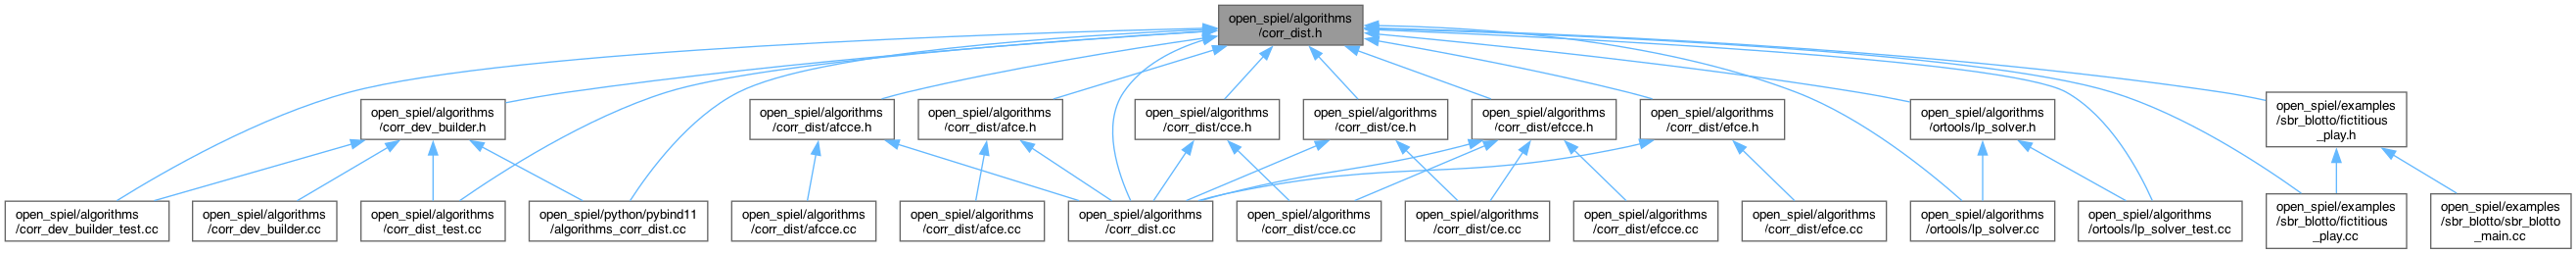 open_spiel/algorithms
/corr_dist.h
open_spiel/algorithms
/corr_dev_builder.h
open_spiel/algorithms
/corr_dist/afcce.h
open_spiel/algorithms
/corr_dist/afce.h
open_spiel/algorithms
/corr_dist/cce.h
open_spiel/algorithms
/corr_dist/ce.h
open_spiel/algorithms
/corr_dist/efcce.h
open_spiel/algorithms
/corr_dist/efce.h
open_spiel/algorithms
/ortools/lp_solver.h
open_spiel/examples
/sbr_blotto/fictitious
_play.h
open_spiel/algorithms
/corr_dev_builder_test.cc
open_spiel/algorithms
/corr_dev_builder.cc
open_spiel/algorithms
/corr_dist_test.cc
open_spiel/python/pybind11
/algorithms_corr_dist.cc
open_spiel/algorithms
/corr_dist/afcce.cc
open_spiel/algorithms
/corr_dist/afce.cc
open_spiel/algorithms
/corr_dist.cc
open_spiel/algorithms
/corr_dist/cce.cc
open_spiel/algorithms
/corr_dist/ce.cc
open_spiel/algorithms
/corr_dist/efcce.cc
open_spiel/algorithms
/corr_dist/efce.cc
open_spiel/algorithms
/ortools/lp_solver.cc
open_spiel/algorithms
/ortools/lp_solver_test.cc
open_spiel/examples
/sbr_blotto/fictitious
_play.cc
open_spiel/examples
/sbr_blotto/sbr_blotto
_main.cc